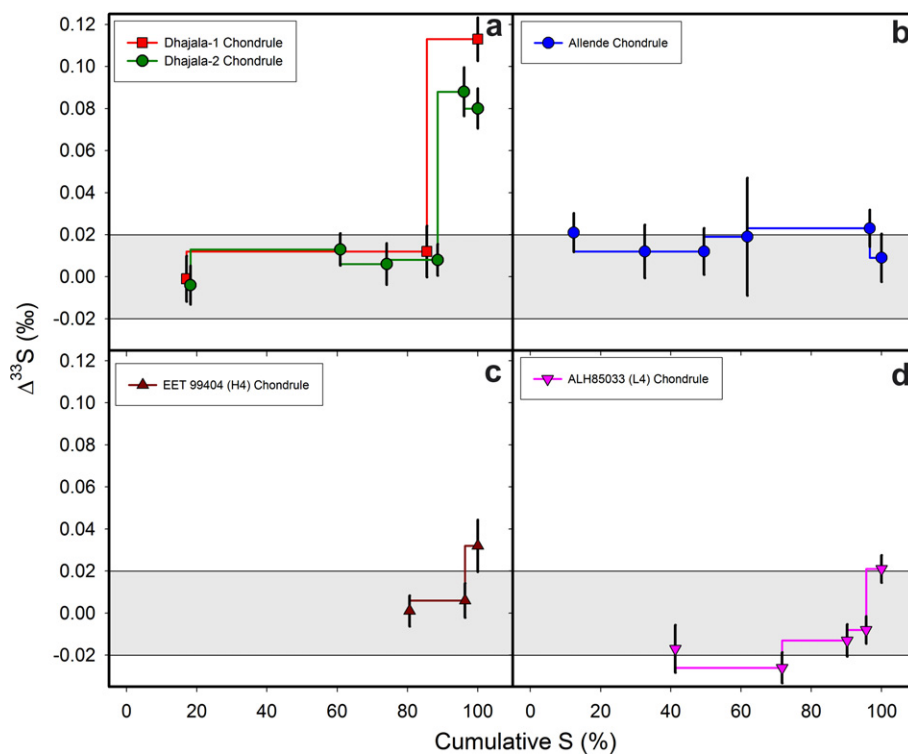 a
Dhajala-1 Chondrule
Dhajala-2 Chondrule
b
Allende Chondrule
0.12
0.10
0.08
0.06
0.04
0.02
0.00
-0.02
c
EET 99404 (H4) Chondrule
d
ALH85033 (L4) Chondrule
0.12
0.10
0.08
0.06
0.04
0.02
0.00
-0.02
Δ³³S (‰)
0 20 40 60 80 100
0 20 40 60 80 100
Cumulative S (%)